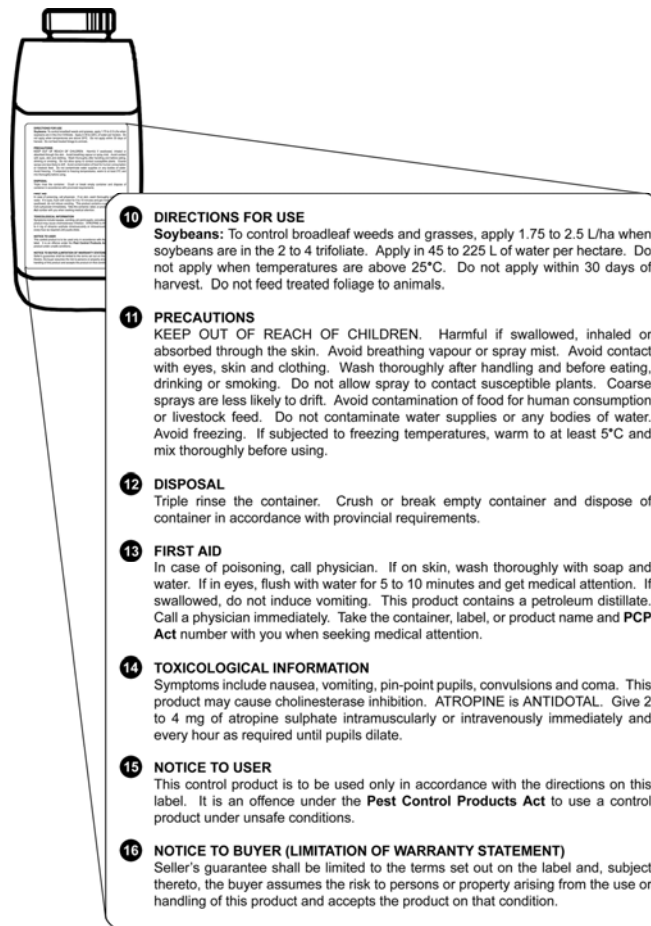 10 DIRECTIONS FOR USE
Soybeans: To control broadleaf weeds and grasses, apply 1.75 to 2.5 L/ha when
soybeans are in the 2 to 4 trifoliate. Apply in 45 to 225 L of water per hectare. Do
not apply when temperatures are above 25°C. Do not apply within 30 days of
harvest. Do not feed treated foliage to animals.
11 PRECAUTIONS
KEEP OUT OF REACH OF CHILDREN. Harmful if swallowed, inhaled or
absorbed through the skin. Avoid breathing vapour or spray mist. Avoid contact
with eyes, skin and clothing. Wash thoroughly after handling and before eating,
drinking or smoking. Do not allow spray to contact susceptible plants. Coarse
sprays are less likely to drift. Avoid contamination of food for human consumption
or livestock feed. Do not contaminate water supplies or any bodies of water.
Avoid freezing. If subjected to freezing temperatures, warm to at least 5°C and
mix thoroughly before using.
12 DISPOSAL
Triple rinse the container. Crush or break empty container and dispose of
container in accordance with provincial requirements.
13 FIRST AID
In case of poisoning, call physician. If on skin, wash thoroughly with soap and
water. If in eyes, flush with water for 5 to 10 minutes and get medical attention. If
swallowed, do not induce vomiting. This product contains a petroleum distillate.
Call a physician immediately. Take the container, label, or product name and PCP
Act number with you when seeking medical attention.
14 TOXICOLOGICAL INFORMATION
Symptoms include nausea, vomiting, pin-point pupils, convulsions and coma. This
product may cause cholinesterase inhibition. ATROPINE is ANTIDOTAL. Give 2
to 4 mg of atropine sulphate intramuscularly or intravenously immediately and
every hour as required until pupils dilate.
15 NOTICE TO USER
This control product is to be used only in accordance with the directions on this
label. It is an offence under the Pest Control Products Act to use a control
product under unsafe conditions.
16 NOTICE TO BUYER (LIMITATION OF WARRANTY STATEMENT)
Seller's guarantee shall be limited to the terms set out on the label and, subject
thereto, the buyer assumes the risk to persons or property arising from the use or
handling of this product and accepts the product on that condition.